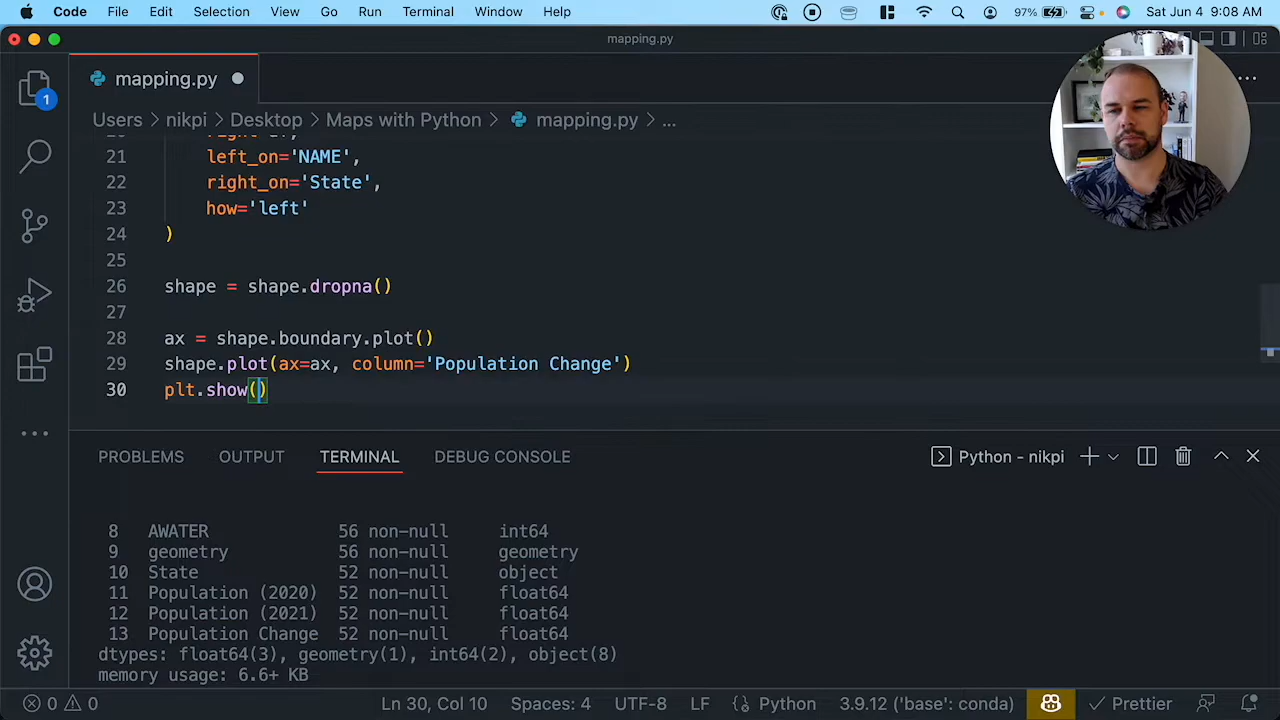 Code File Edit Selection View Go Run Terminal Window Help 97% Sat Jun 4 9:08 AM
mapping.py
mapping.py
1
Users > nikpi > Desktop > Maps with Python > mapping.py > ...
21 left_on='NAME',
22 right_on='State',
23 how='left'
24 )
25
26 shape = shape.dropna()
27
28 ax = shape.boundary.plot()
29 shape.plot(ax=ax, column='Population Change')
30 plt.show()
PROBLEMS OUTPUT TERMINAL DEBUG CONSOLE Python - nikpi
8 AWATER 56 non-null int64
9 geometry 56 non-null geometry
10 State 52 non-null object
11 Population (2020) 52 non-null float64
12 Population (2021) 52 non-null float64
13 Population Change 52 non-null float64
dtypes: float64(3), geometry(1), int64(2), object(8)
memory usage: 6.6+ KB
0 0 Ln 30, Col 10 Spaces: 4 UTF-8 LF {} Python 3.9.12 ('base': conda) Prettier